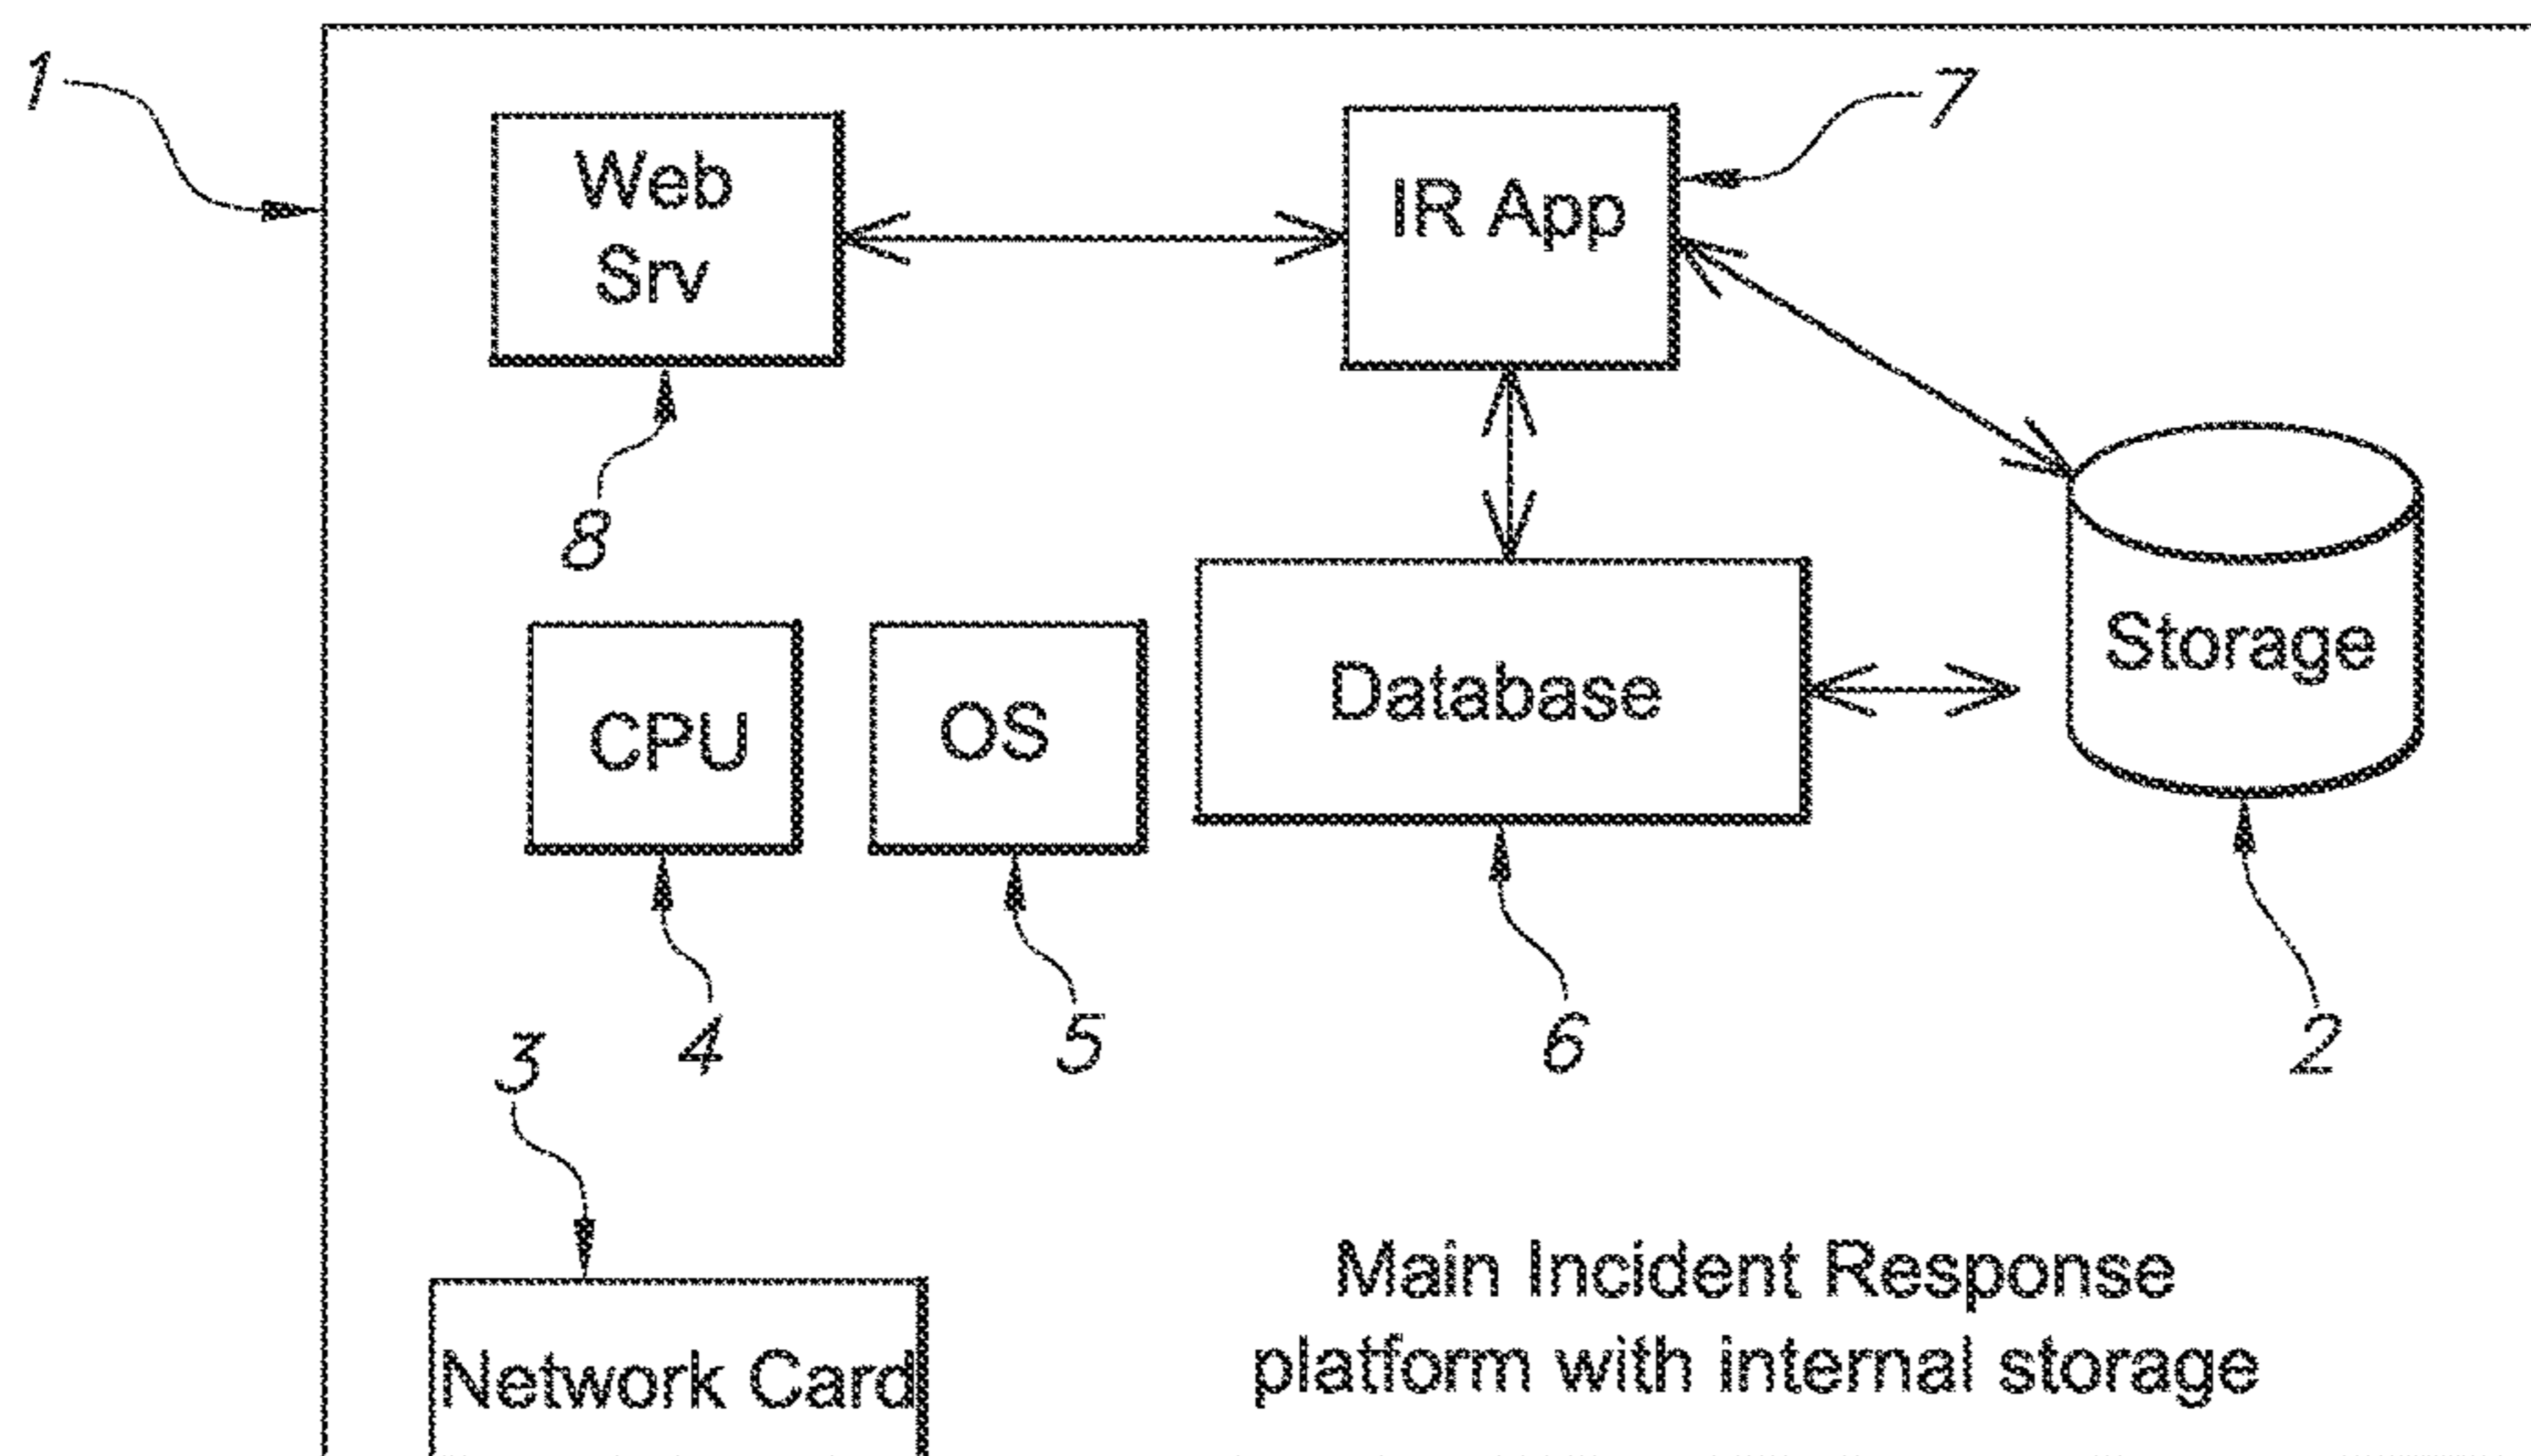 1
7
Web
Srv
IR App
8
Storage
Database
CPU
OS
3
4
5
6
2
Main Incident Response
platform with internal storage
Network Card